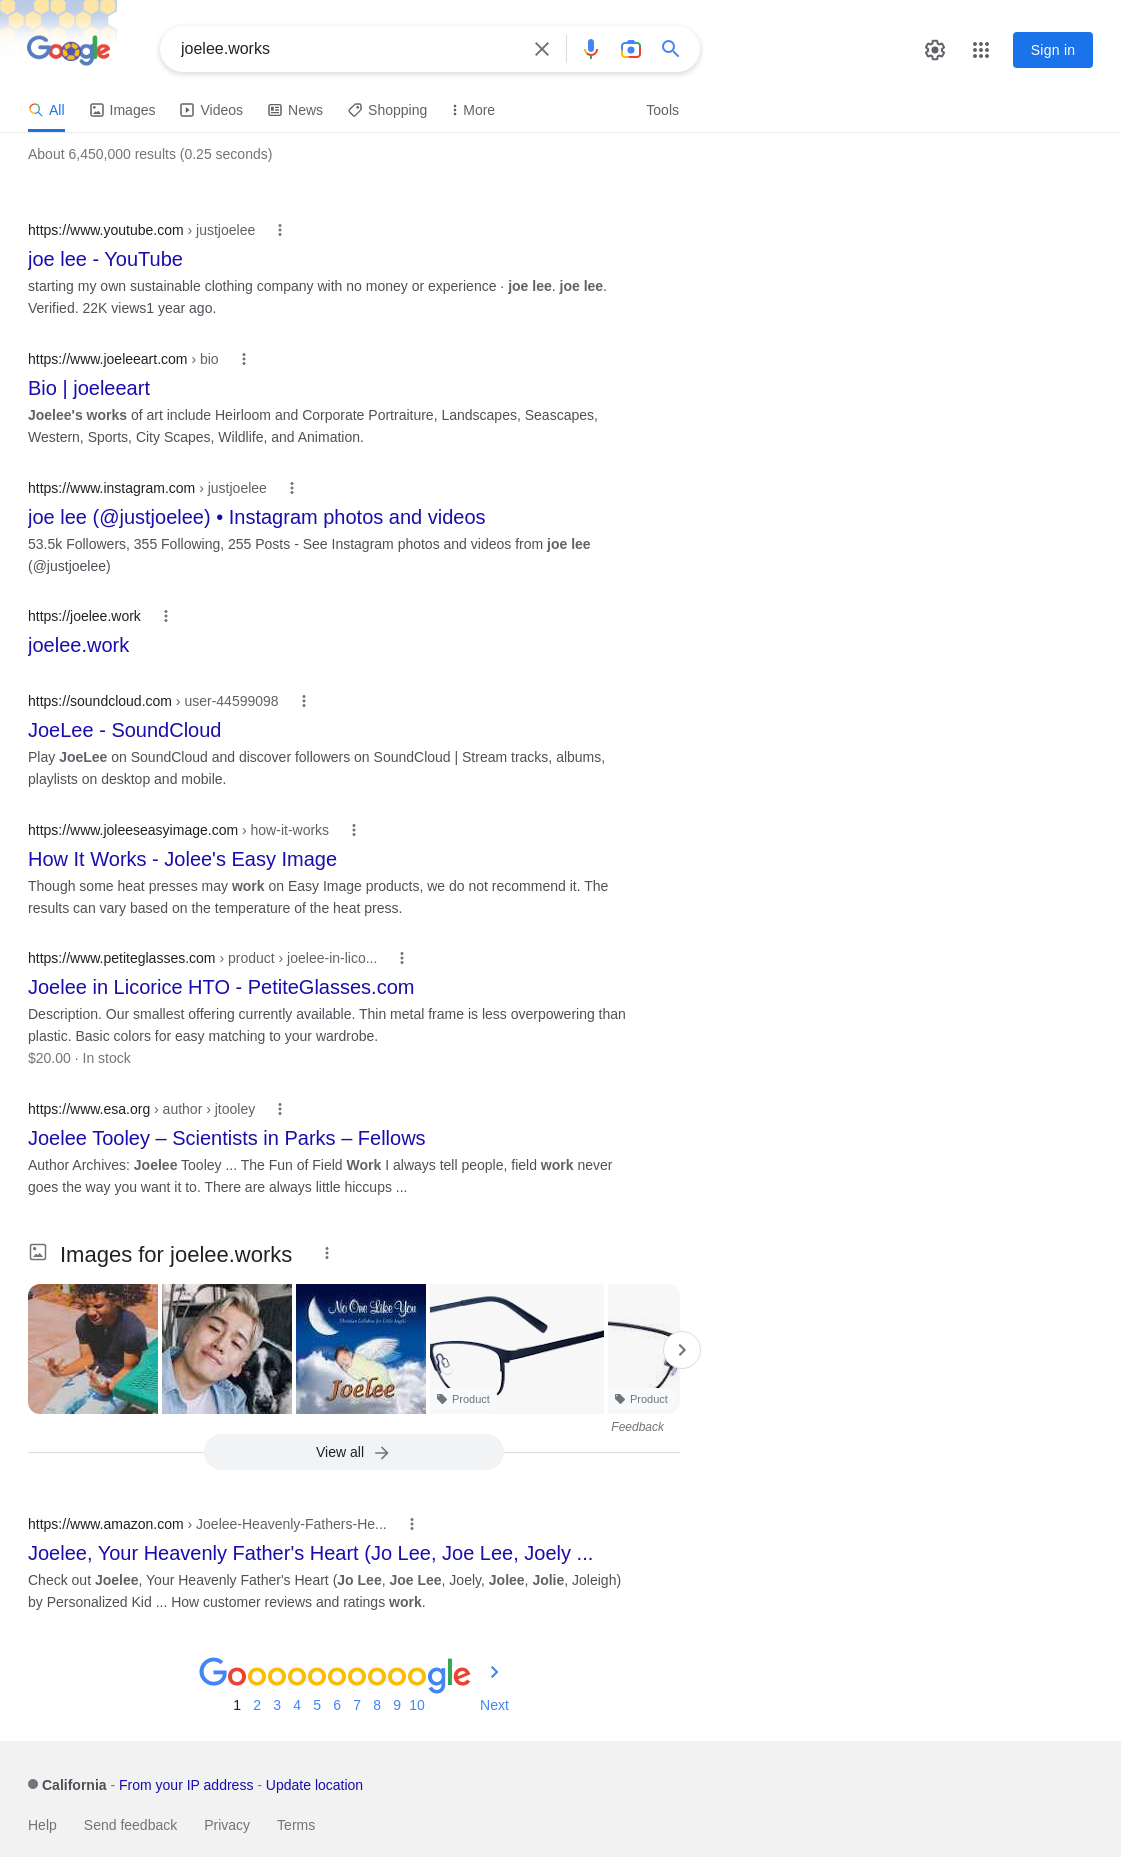 Google
joelee.works
Sign in
All
Images
Videos
News
Shopping
More
Tools
About 6,450,000 results (0.25 seconds)
https://www.youtube.com › justjoelee
joe lee - YouTube
starting my own sustainable clothing company with no money or experience · joe lee. joe lee.
Verified. 22K views1 year ago.
https://www.joeleeart.com › bio
Bio | joeleeart
Joelee's works of art include Heirloom and Corporate Portraiture, Landscapes, Seascapes,
Western, Sports, City Scapes, Wildlife, and Animation.
https://www.instagram.com › justjoelee
joe lee (@justjoelee) • Instagram photos and videos
53.5k Followers, 355 Following, 255 Posts - See Instagram photos and videos from joe lee
(@justjoelee)
https://joelee.work
joelee.work
https://soundcloud.com › user-44599098
JoeLee - SoundCloud
Play JoeLee on SoundCloud and discover followers on SoundCloud | Stream tracks, albums,
playlists on desktop and mobile.
https://www.joleeseasyimage.com › how-it-works
How It Works - Jolee's Easy Image
Though some heat presses may work on Easy Image products, we do not recommend it. The
results can vary based on the temperature of the heat press.
https://www.petiteglasses.com › product › joelee-in-lico...
Joelee in Licorice HTO - PetiteGlasses.com
Description. Our smallest offering currently available. Thin metal frame is less overpowering than
plastic. Basic colors for easy matching to your wardrobe.
$20.00 · In stock
https://www.esa.org › author › jtooley
Joelee Tooley – Scientists in Parks – Fellows
Author Archives: Joelee Tooley ... The Fun of Field Work I always tell people, field work never
goes the way you want it to. There are always little hiccups ...
Images for joelee.works
No One Like You
Joelee
Product
Product
Feedback
View all
https://www.amazon.com › Joelee-Heavenly-Fathers-He...
Joelee, Your Heavenly Father's Heart (Jo Lee, Joe Lee, Joely ...
Check out Joelee, Your Heavenly Father's Heart (Jo Lee, Joe Lee, Joely, Jolee, Jolie, Joleigh)
by Personalized Kid ... How customer reviews and ratings work.
Goooooooooogle
1 2 3 4 5 6 7 8 9 10 Next
California - From your IP address - Update location
Help
Send feedback
Privacy
Terms